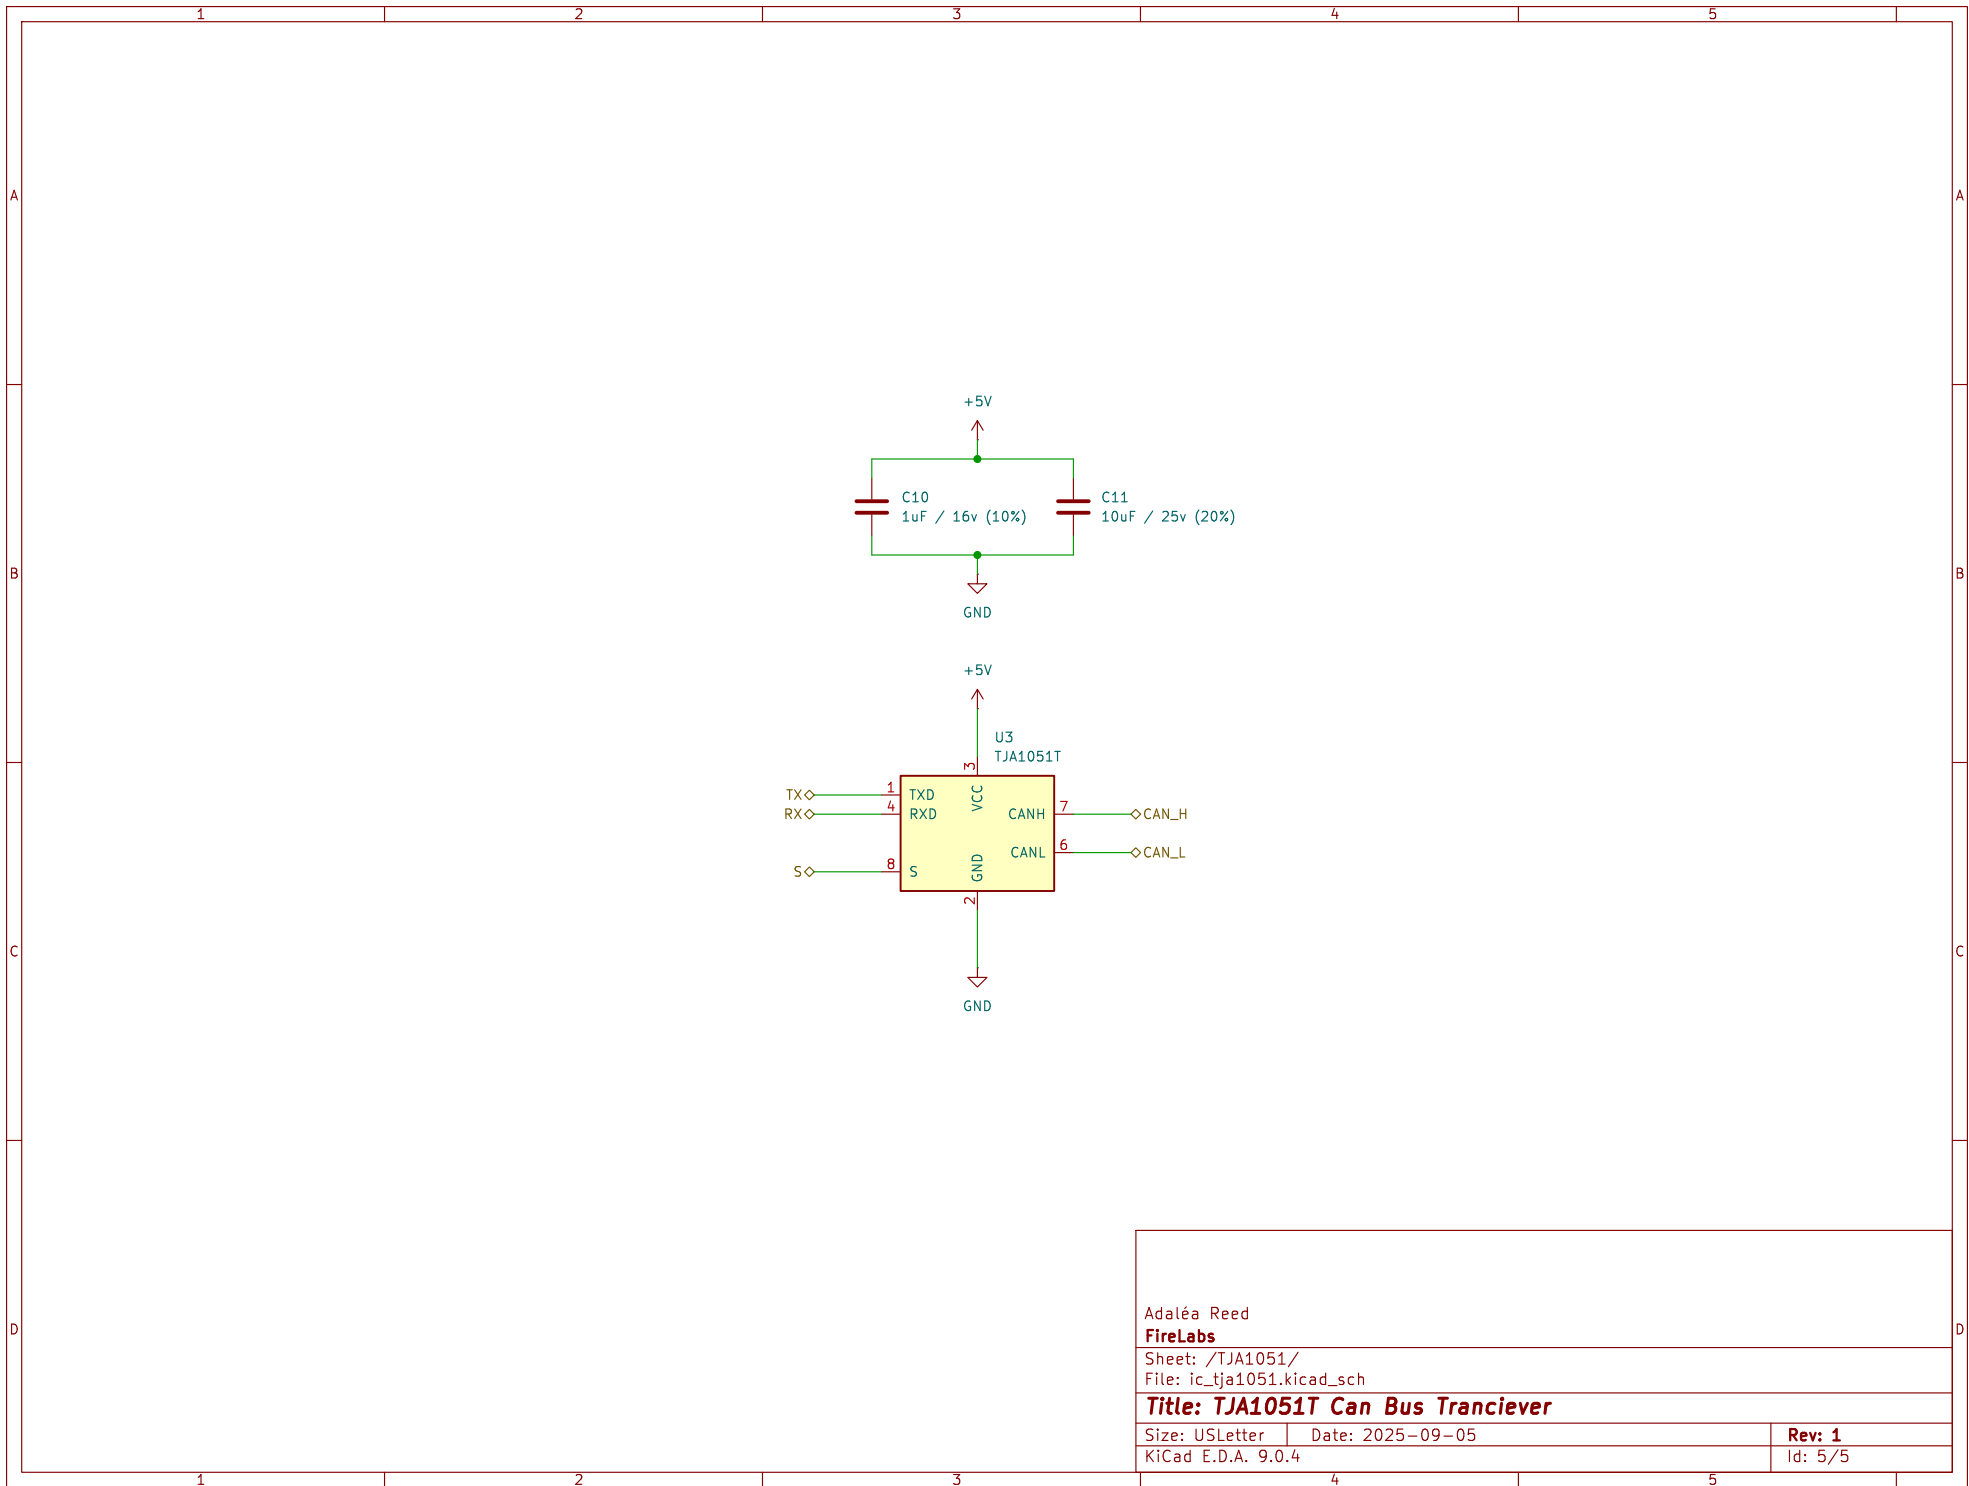 1 2 3 4 5
A A
+5V
C10 C11
1uF / 16v (10%) 10uF / 25v (20%)
B B
GND
+5V
U3
TJA1051T
3
TX 1 TXD VCC
RX 4 RXD CANH 7 CAN_H
CANL 6 CAN_L
S 8 S GND
2
C C
GND
Adaléa Reed
D FireLabs D
Sheet: /TJA1051/
File: ic_tja1051.kicad_sch
Title: TJA1051T Can Bus Tranciever
Size: USLetter Date: 2025-09-05 Rev: 1
KiCad E.D.A. 9.0.4 Id: 5/5
1 2 3 4 5